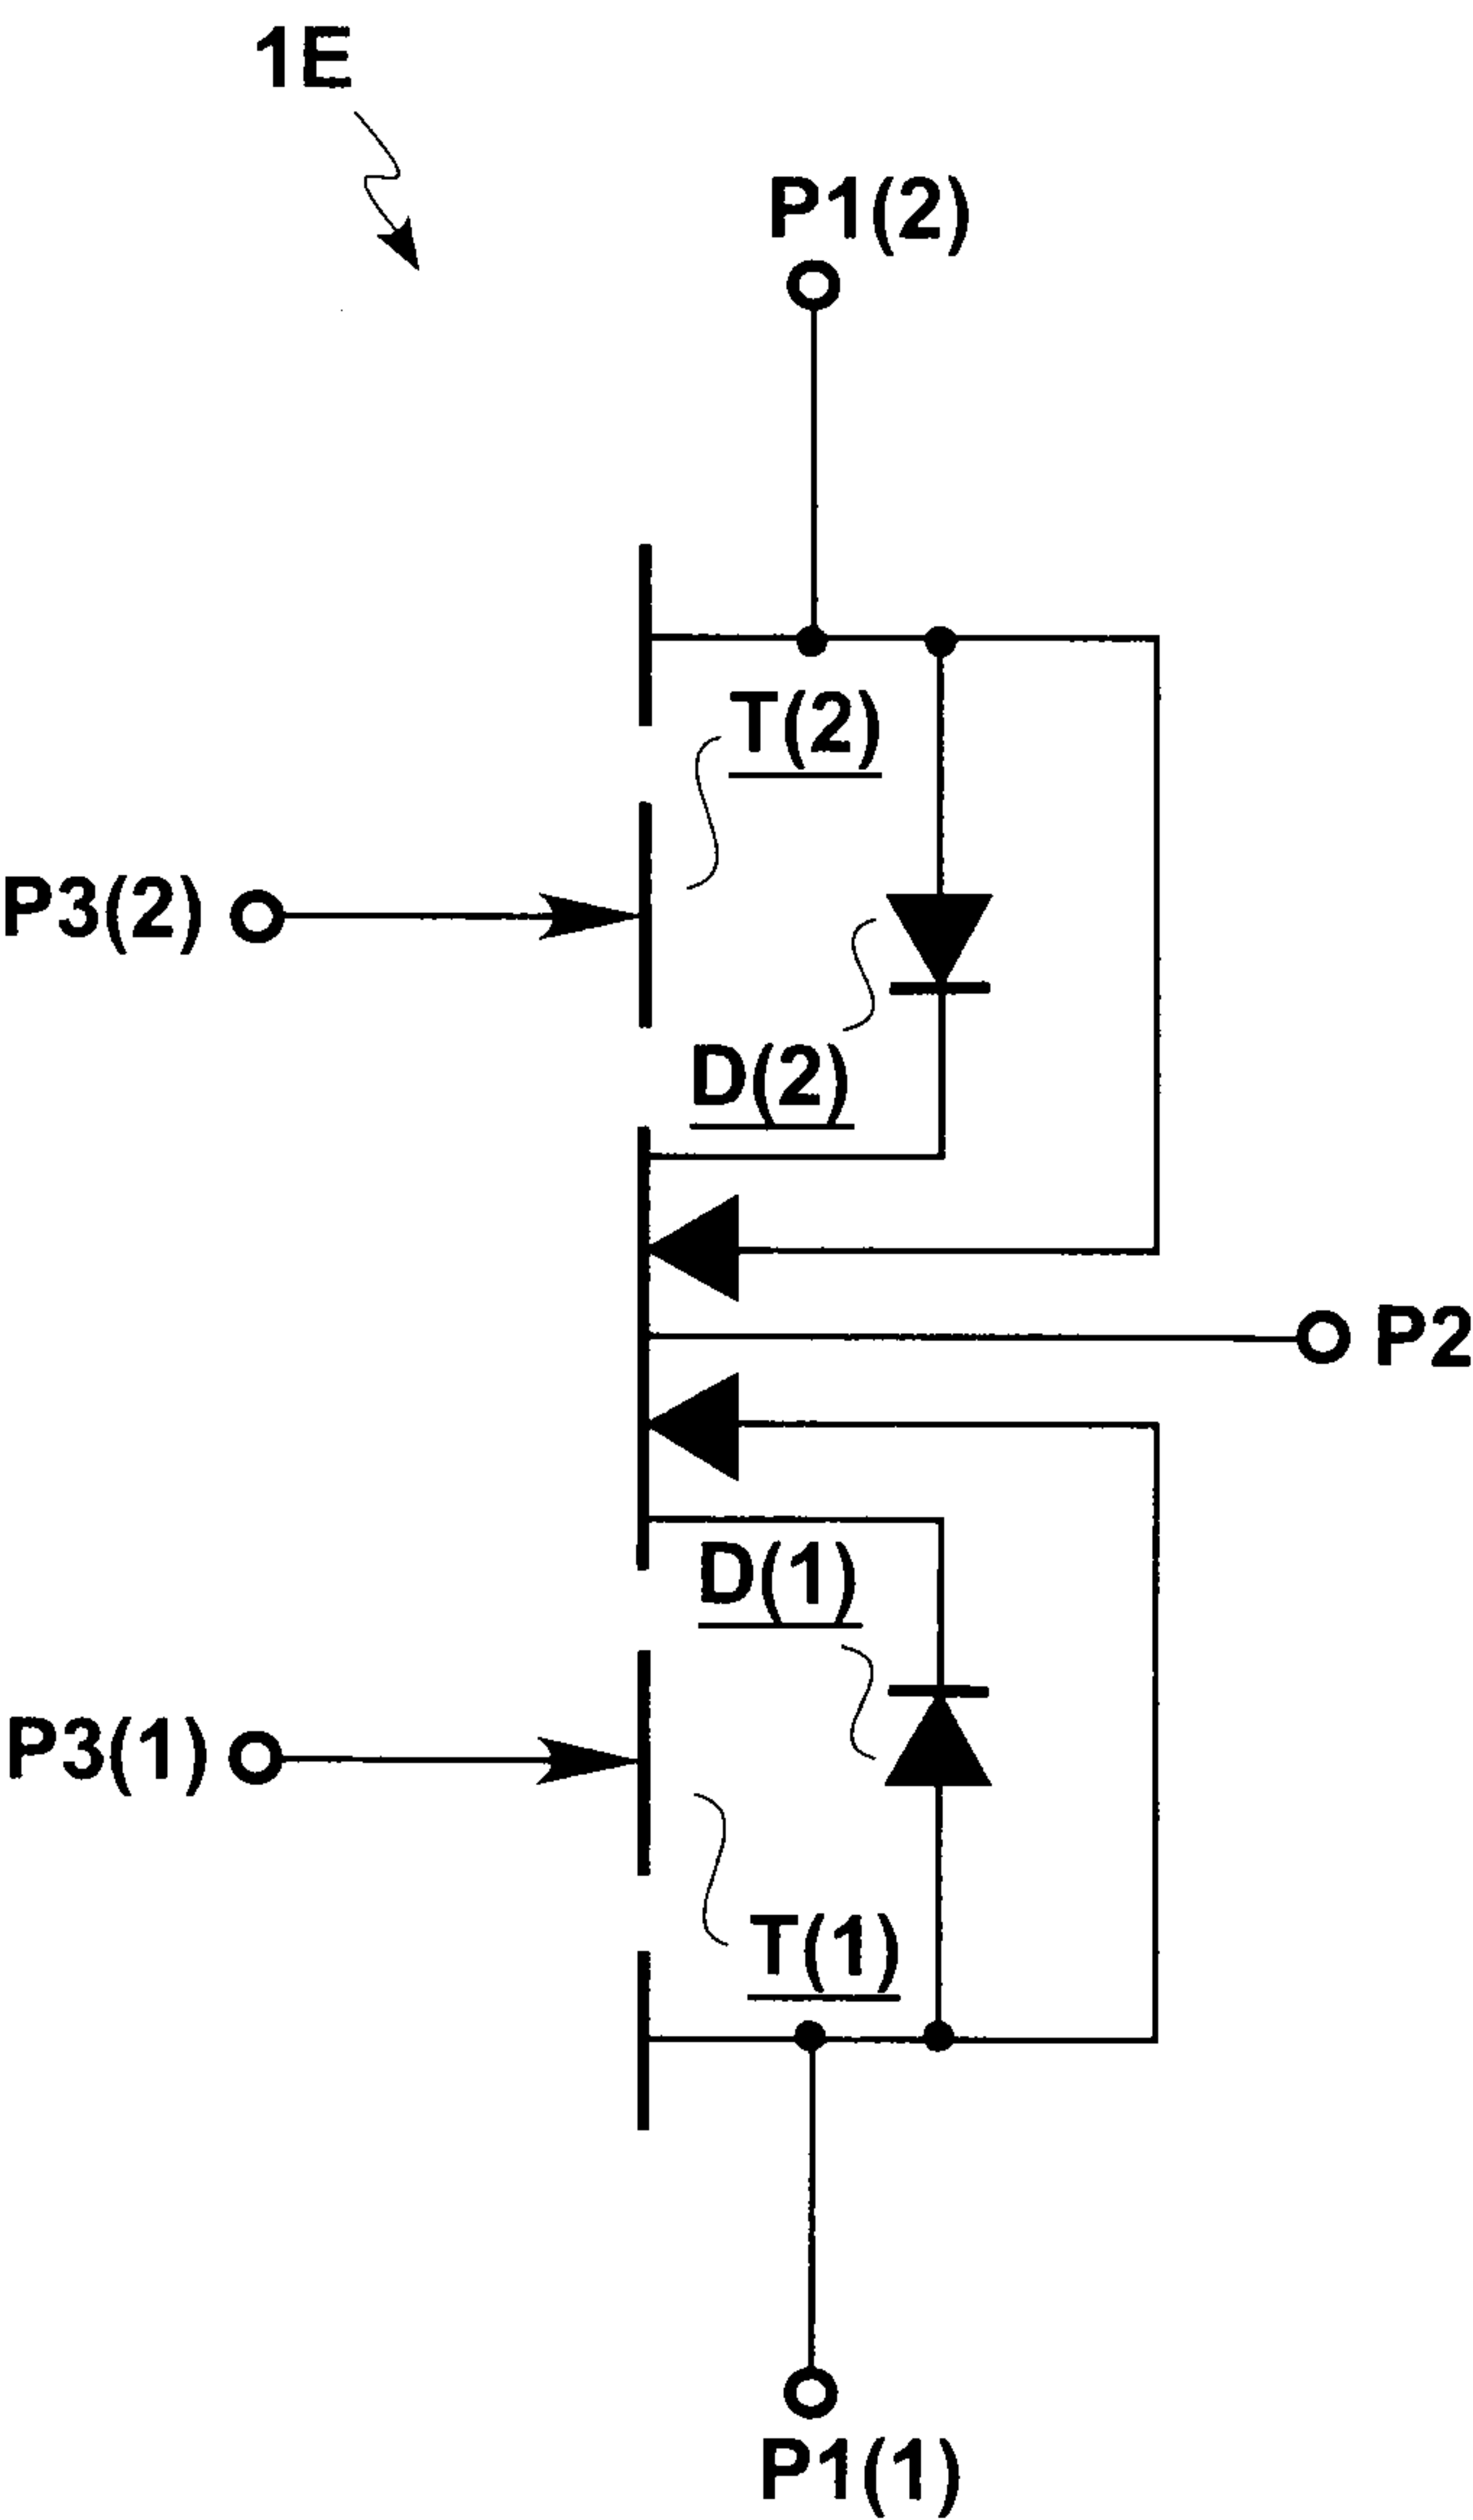 1E
P1(2)
T(2)
P3(2)
D(2)
P2
D(1)
P3(1)
T(1)
P1(1)